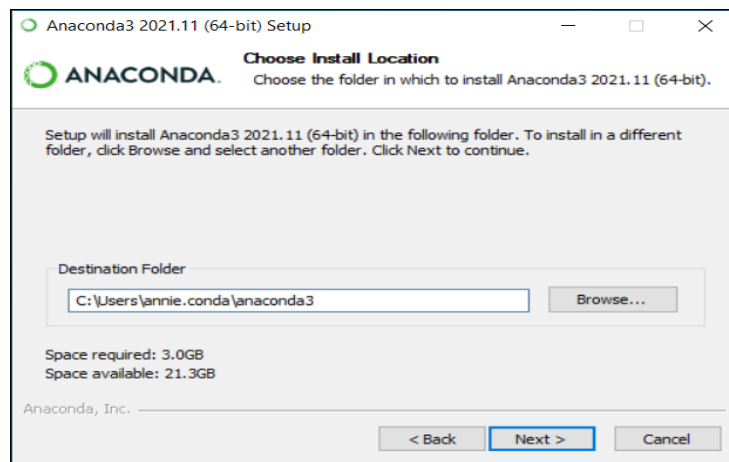 Anaconda3 2021.11 (64-bit) Setup
Choose Install Location
ANACONDA.
Choose the folder in which to install Anaconda3 2021.11 (64-bit).
Setup will install Anaconda3 2021.11 (64-bit) in the following folder. To install in a different
folder, click Browse and select another folder. Click Next to continue.
Destination Folder
C:\Users\annie.conda\anaconda3
Browse...
Space required: 3.0GB
Space available: 21.3GB
Anaconda, Inc.
< Back
Next >
Cancel